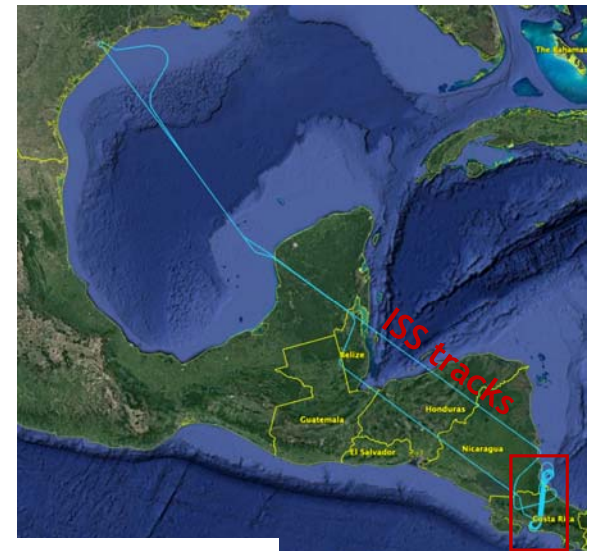 The Bahamas
ISS tracks
Belize
Guatemala
Honduras
El Salvador
Nicaragua
Costa Rica